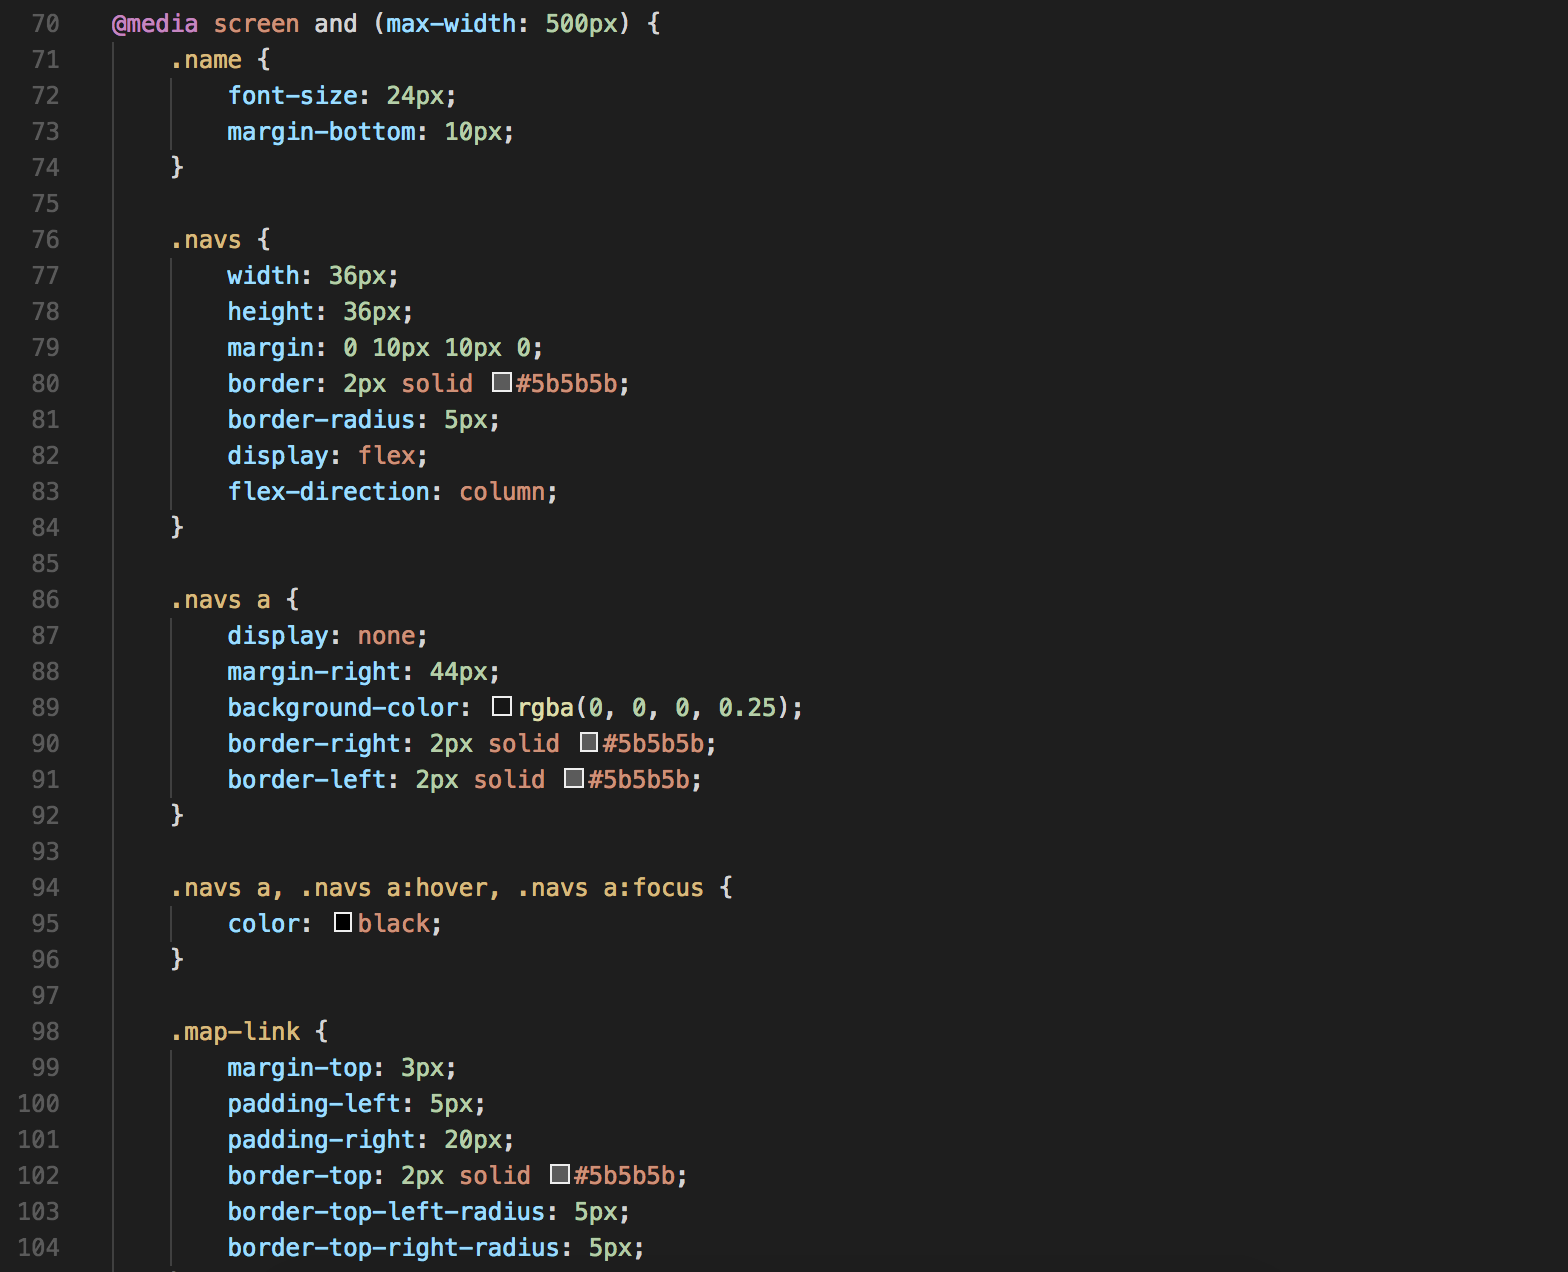 70 @media screen and (max-width: 500px) {
71 .name {
72 font-size: 24px;
73 margin-bottom: 10px;
74 }
75
76 .navs {
77 width: 36px;
78 height: 36px;
79 margin: 0 10px 10px 0;
80 border: 2px solid #5b5b5b;
81 border-radius: 5px;
82 display: flex;
83 flex-direction: column;
84 }
85
86 .navs a {
87 display: none;
88 margin-right: 44px;
89 background-color: rgba(0, 0, 0, 0.25);
90 border-right: 2px solid #5b5b5b;
91 border-left: 2px solid #5b5b5b;
92 }
93
94 .navs a, .navs a:hover, .navs a:focus {
95 color: black;
96 }
97
98 .map-link {
99 margin-top: 3px;
100 padding-left: 5px;
101 padding-right: 20px;
102 border-top: 2px solid #5b5b5b;
103 border-top-left-radius: 5px;
104 border-top-right-radius: 5px;